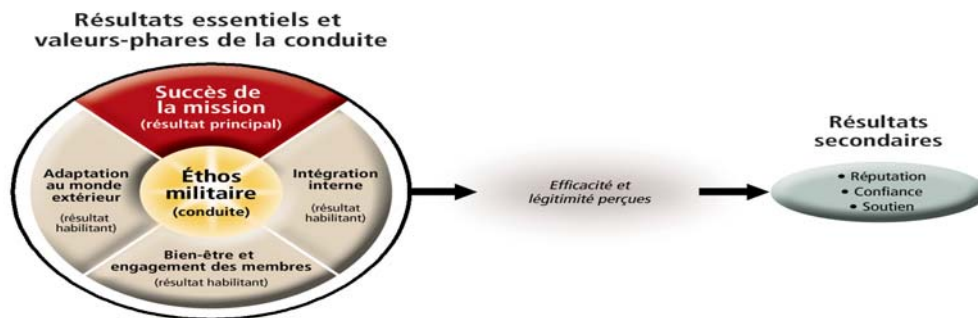 Résultats essentiels et
valeurs-phares de la conduite
Succès de
la mission
(résultat principal)
Adaptation
au monde
extérieur
(résultat
habilitant)
Éthos
militaire
(conduite)
Intégration
interne
(résultat
habilitant)
Bien-être et
engagement des membres
(résultat habilitant)
Efficacité et
légitimité perçues
Résultats
secondaires
• Réputation
• Confiance
• Soutien